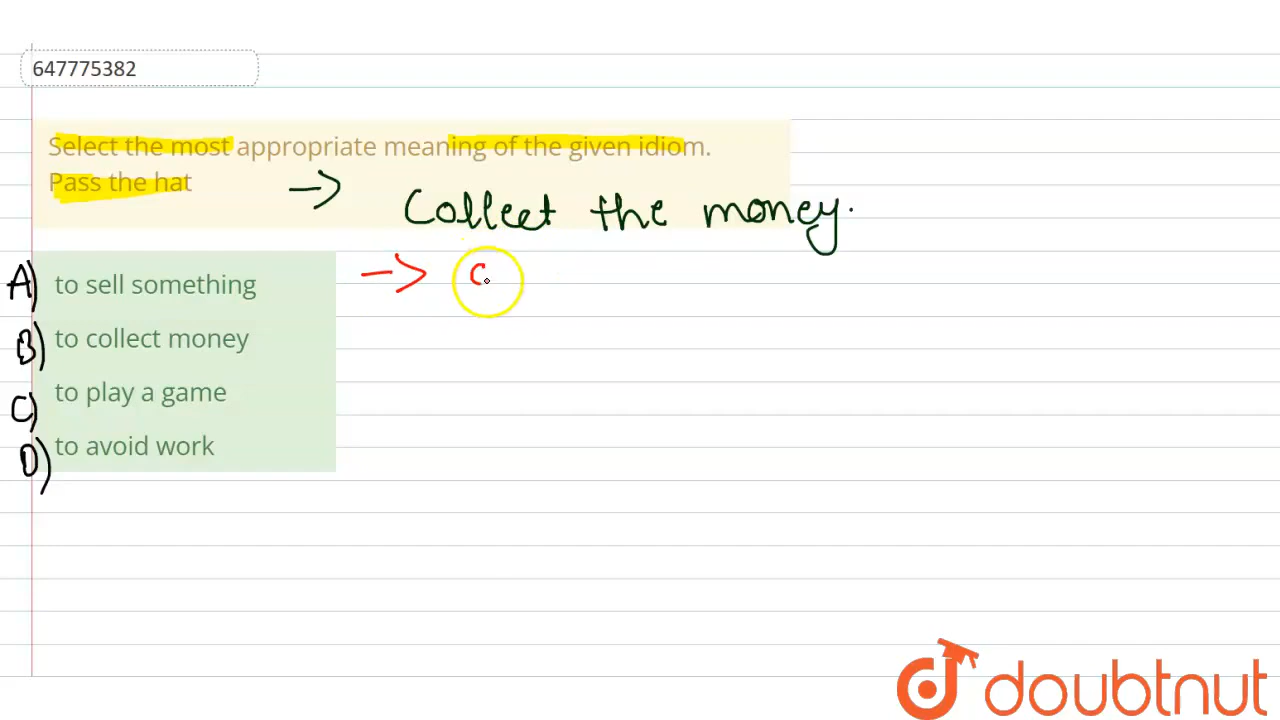 647775382
Select the most appropriate meaning of the given idiom.
Pass the hat
→ Collect the money.
A) to sell something → C
B) to collect money
C) to play a game
D) to avoid work
doubtnut